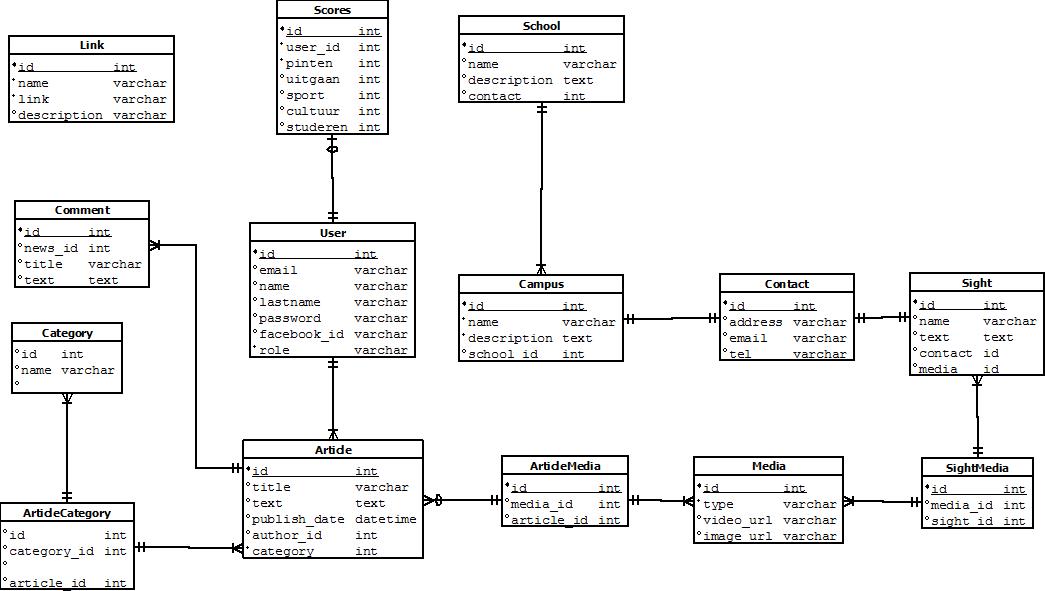 Scores
id int
user_id int
pinten int
uitgaan int
sport int
cultuur int
studeren int
School
id int
name varchar
description text
contact int
Link
id int
name varchar
link varchar
description varchar
Comment
id int
news_id int
title varchar
text text
User
id int
email varchar
name varchar
lastname varchar
password varchar
facebook_id varchar
role varchar
Campus
id int
name varchar
description text
school_id int
Contact
id int
address varchar
email varchar
tel varchar
Sight
id int
name varchar
text text
contact id
media id
Category
id int
name varchar
Article
id int
title varchar
text text
publish_date datetime
author_id int
category int
ArticleMedia
id int
media_id int
article_id int
Media
id int
type varchar
video_url varchar
image_url varchar
SightMedia
id int
media_id int
sight_id int
ArticleCategory
id int
category_id int
article_id int